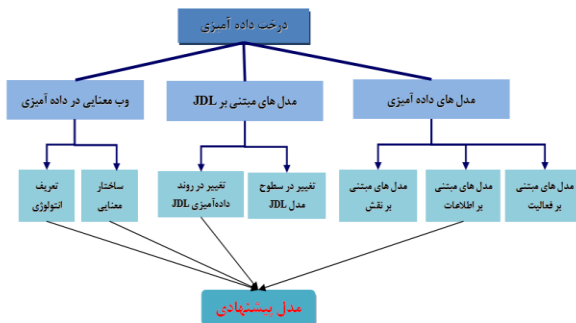 درخت داده آمیزی
مدل های داده آمیزی
مدل های مبتنی بر JDL
وب معنایی در داده آمیزی
مدل های مبتنی
بر فعالیت
مدل های مبتنی
بر اطلاعات
مدل های مبتنی
بر نقش
تغییر در سطوح
مدل JDL
تغییر در روند
داده‌آمیزی JDL
ساختار
معنایی
تعریف
انتولوژی
مدل پیشنهادی